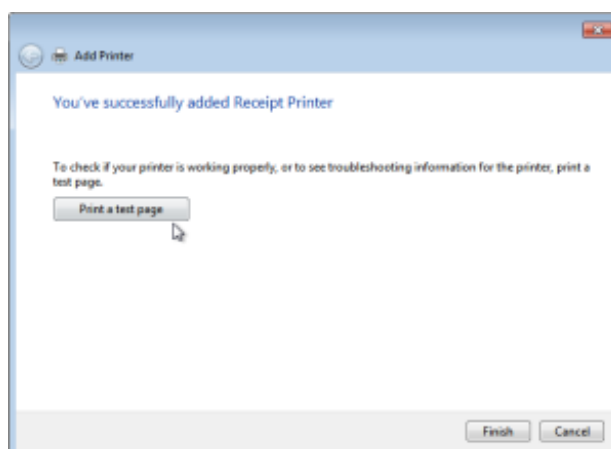 Add Printer
You've successfully added Receipt Printer
To check if your printer is working properly, or to see troubleshooting information for the printer, print a
test page.
Print a test page
Finish Cancel